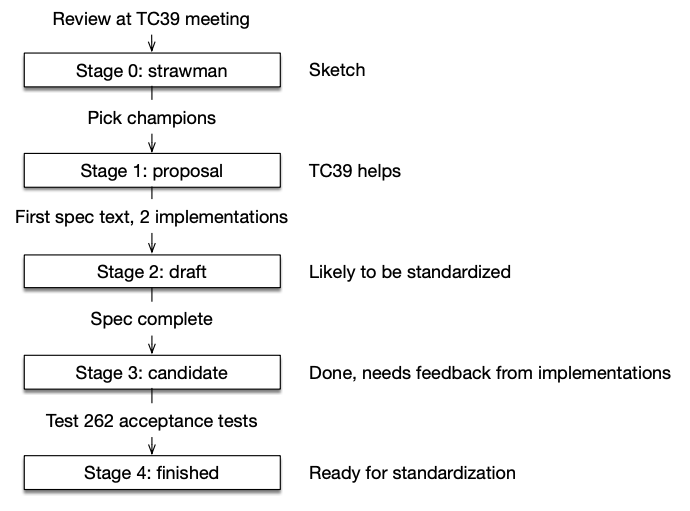 Review at TC39 meeting
Stage 0: strawman
Sketch
Pick champions
Stage 1: proposal
TC39 helps
First spec text, 2 implementations
Stage 2: draft
Likely to be standardized
Spec complete
Stage 3: candidate
Done, needs feedback from implementations
Test 262 acceptance tests
Stage 4: finished
Ready for standardization